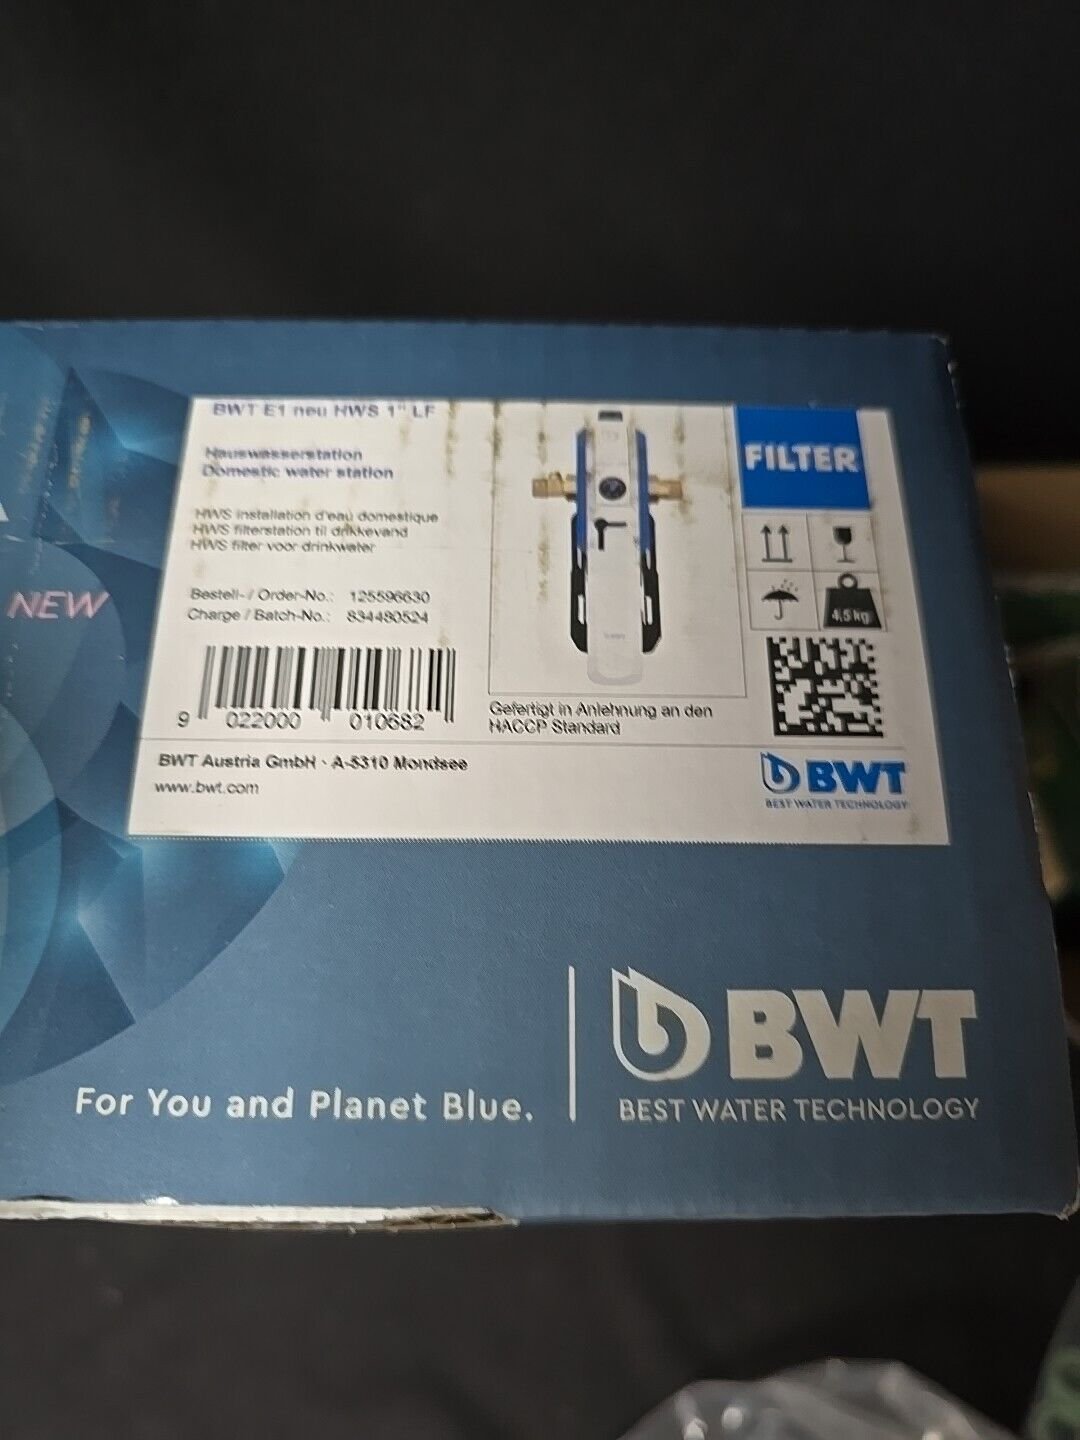 BWT E1 neu HWS 1" LF
Hauswasserstation
Domestic water station
HWS installation d'eau domestique
HWS filterstation til drikkevand
HWS filter voor drinkwater
Bestell- / Order-No.: 125596630
Charge / Batch-No.: 834480524
9 022000 010682
FILTER
4,5 kg
Gefertigt in Anlehnung an den
HACCP Standard
BWT Austria GmbH · A-5310 Mondsee
www.bwt.com
BWT
BEST WATER TECHNOLOGY
NEW
For You and Planet Blue.
BWT
BEST WATER TECHNOLOGY